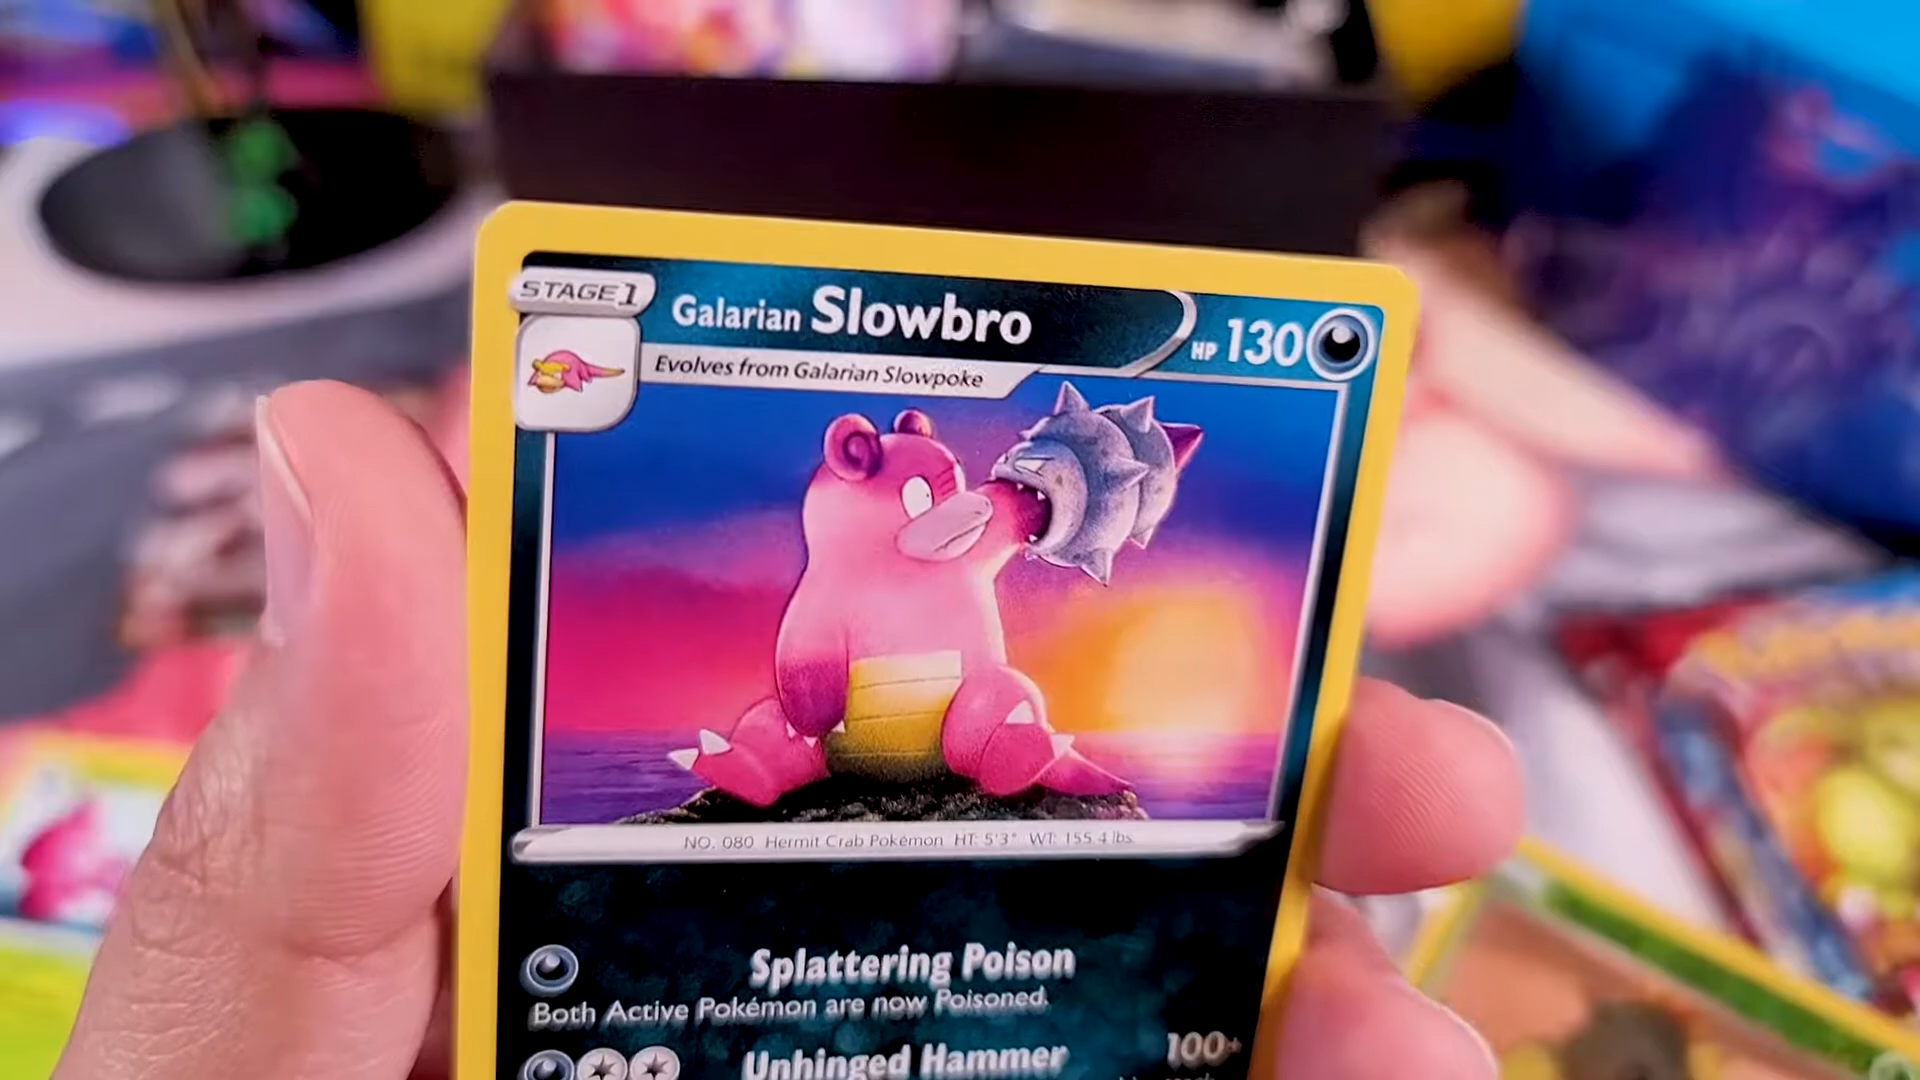 STAGE 1
Galarian Slowbro
HP 130
Evolves from Galarian Slowpoke
NO. 080 Hermit Crab Pokémon HT: 5'3" WT: 155.4 lbs.
Splattering Poison
Both Active Pokémon are now Poisoned.
Unhinged Hammer 100+